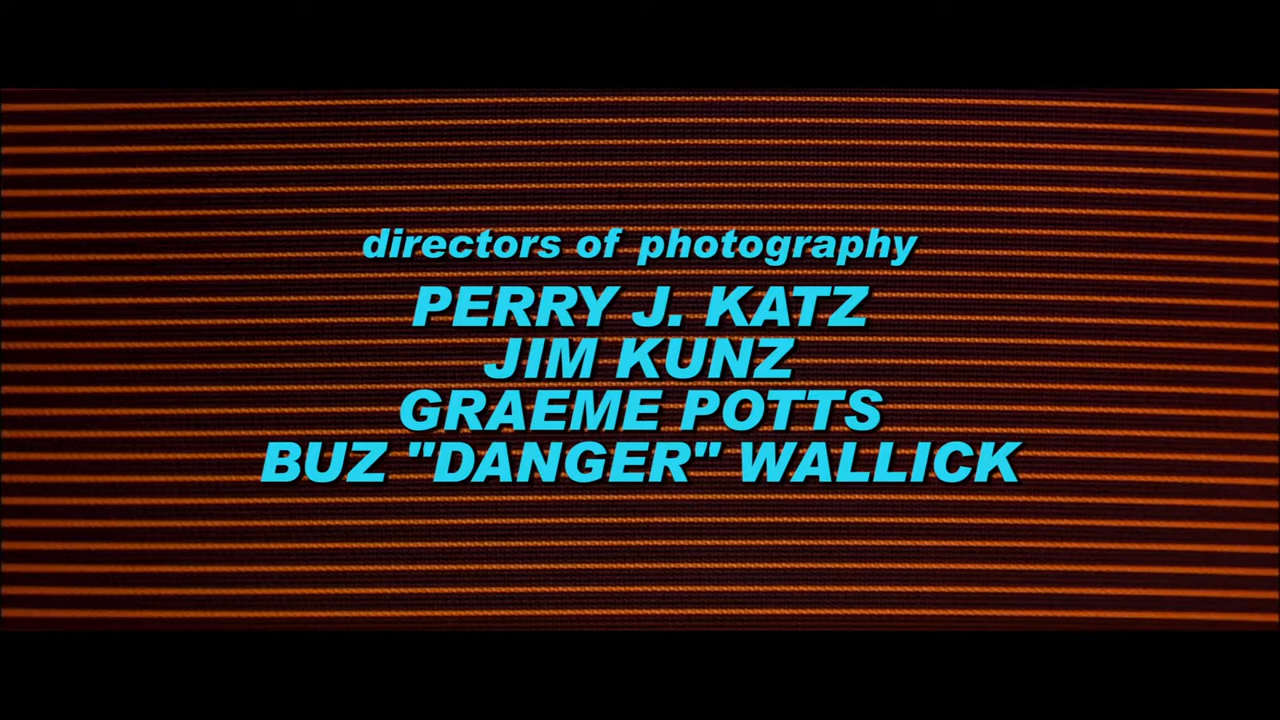 directors of photography
PERRY J. KATZ
JIM KUNZ
GRAEME POTTS
BUZ "DANGER" WALLICK